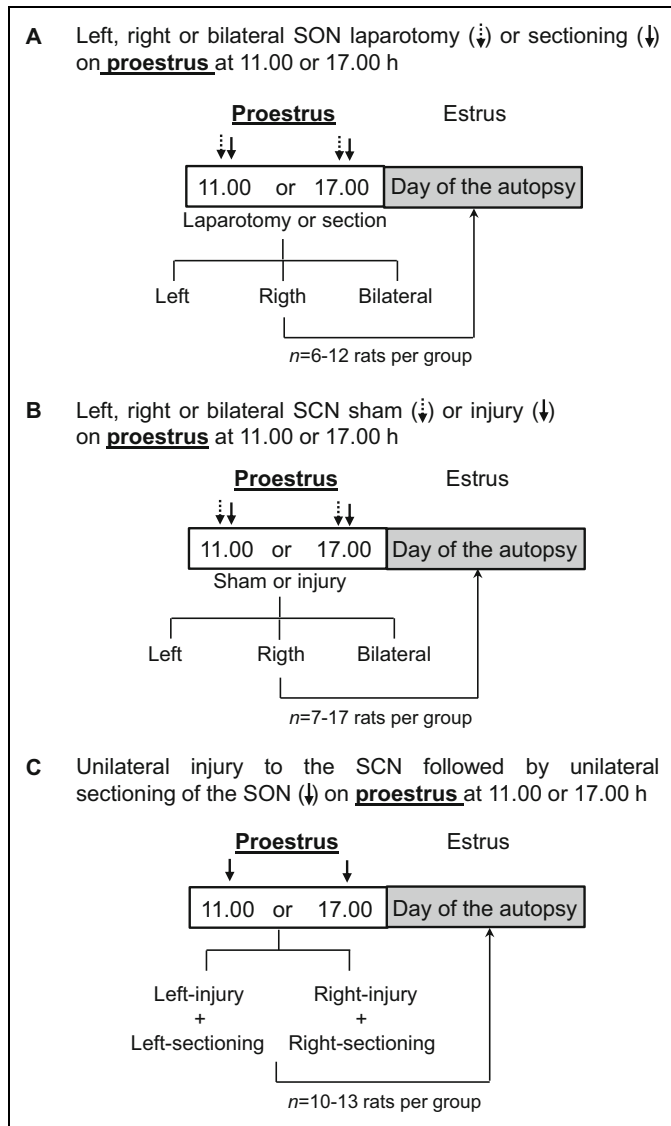 A Left, right or bilateral SON laparotomy (⇣) or sectioning (↓)
on proestrus at 11.00 or 17.00 h
Proestrus Estrus
11.00 or 17.00 Day of the autopsy
Laparotomy or section
Left Rigth Bilateral
n=6-12 rats per group
B Left, right or bilateral SCN sham (⇣) or injury (↓)
on proestrus at 11.00 or 17.00 h
Proestrus Estrus
11.00 or 17.00 Day of the autopsy
Sham or injury
Left Rigth Bilateral
n=7-17 rats per group
C Unilateral injury to the SCN followed by unilateral
sectioning of the SON (↓) on proestrus at 11.00 or 17.00 h
Proestrus Estrus
11.00 or 17.00 Day of the autopsy
Left-injury Right-injury
+ +
Left-sectioning Right-sectioning
n=10-13 rats per group